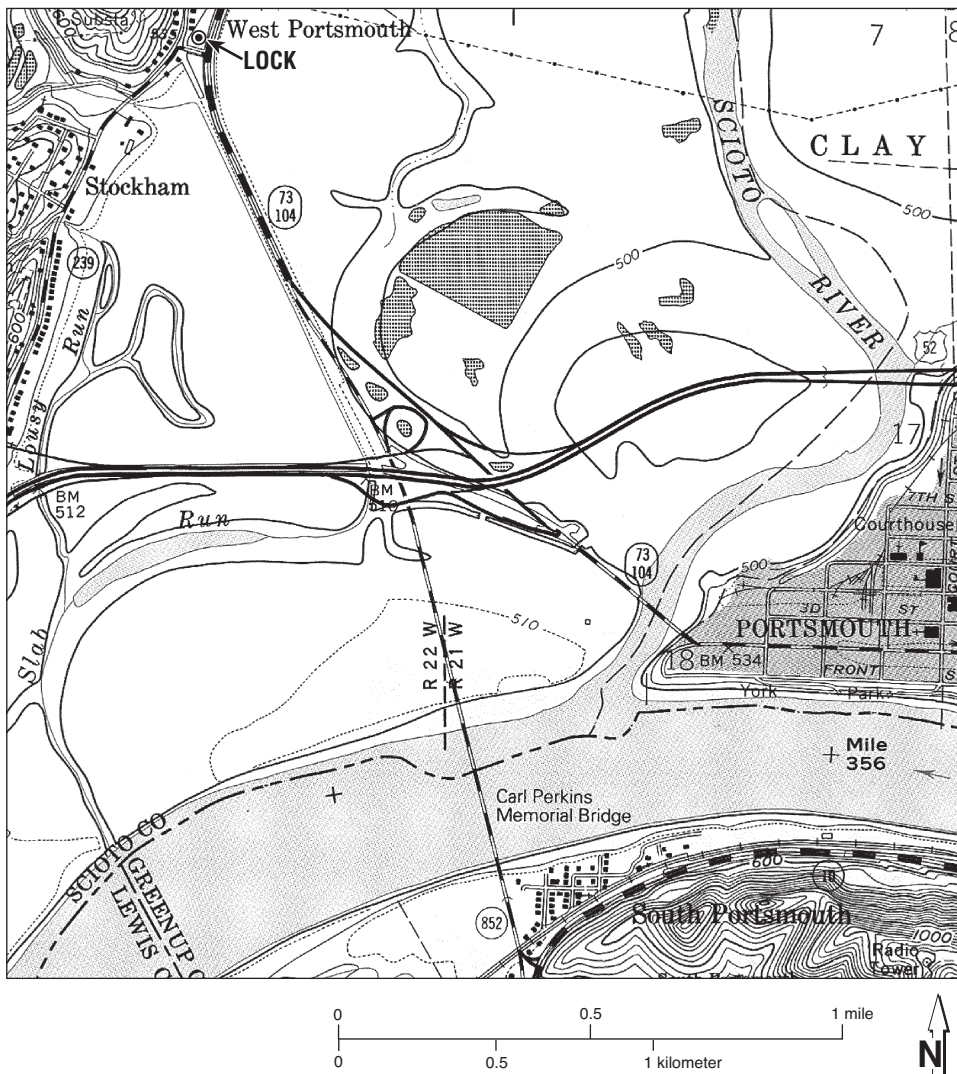 Substa
West Portsmouth
LOCK
7
8
SCIOTO
CLAY
Stockham
73
104
500
239
500
RIVER
600
Run
52
Lousy
17
BM
512
BM
510
7TH S
Run
Courthouse
COURT
73
104
500
3D
ST
510
PORTSMOUTH
R 22 W
R 21 W
18
BM 534
Slab
FRONT
S
York Park
Mile
356
Carl Perkins
Memorial Bridge
SCIOTO CO
GREENUP C
LEWIS C
600
10
852
South Portsmouth
1000
Radio
Tower
0
0.5
1 mile
0
0.5
1 kilometer
N